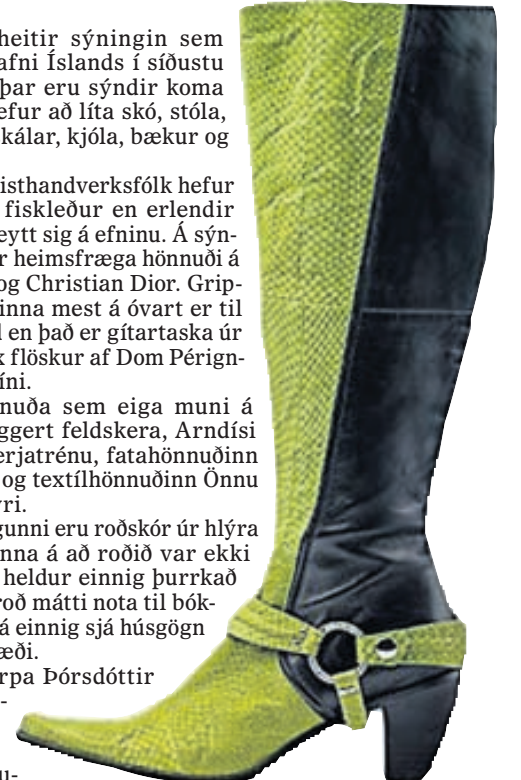 heitir sýningin sem
afni Íslands í síðustu
þar eru sýndir koma
efur að líta skó, stóla,
kálar, kjóla, bækur og
isthandverksfólk hefur
fiskleður en erlendir
eytt sig á efninu. Á sýn-
r heimsfræga hönnuði á
og Christian Dior. Grip-
inna mest á óvart er til
l en það er gítartaska úr
x flöskur af Dom Pérign-
íni.
nuða sem eiga muni á
ggert feldskera, Arndísi
erjatrénu, fatahönnuðinn
og textílhönnuðinn Önnu
yri.
gunni eru roðskór úr hlýra
nna á að roðið var ekki
heldur einnig þurrkað
roð mátti nota til bók-
á einnig sjá húsgögn
æði.
rpa Þórsdóttir
-
u-